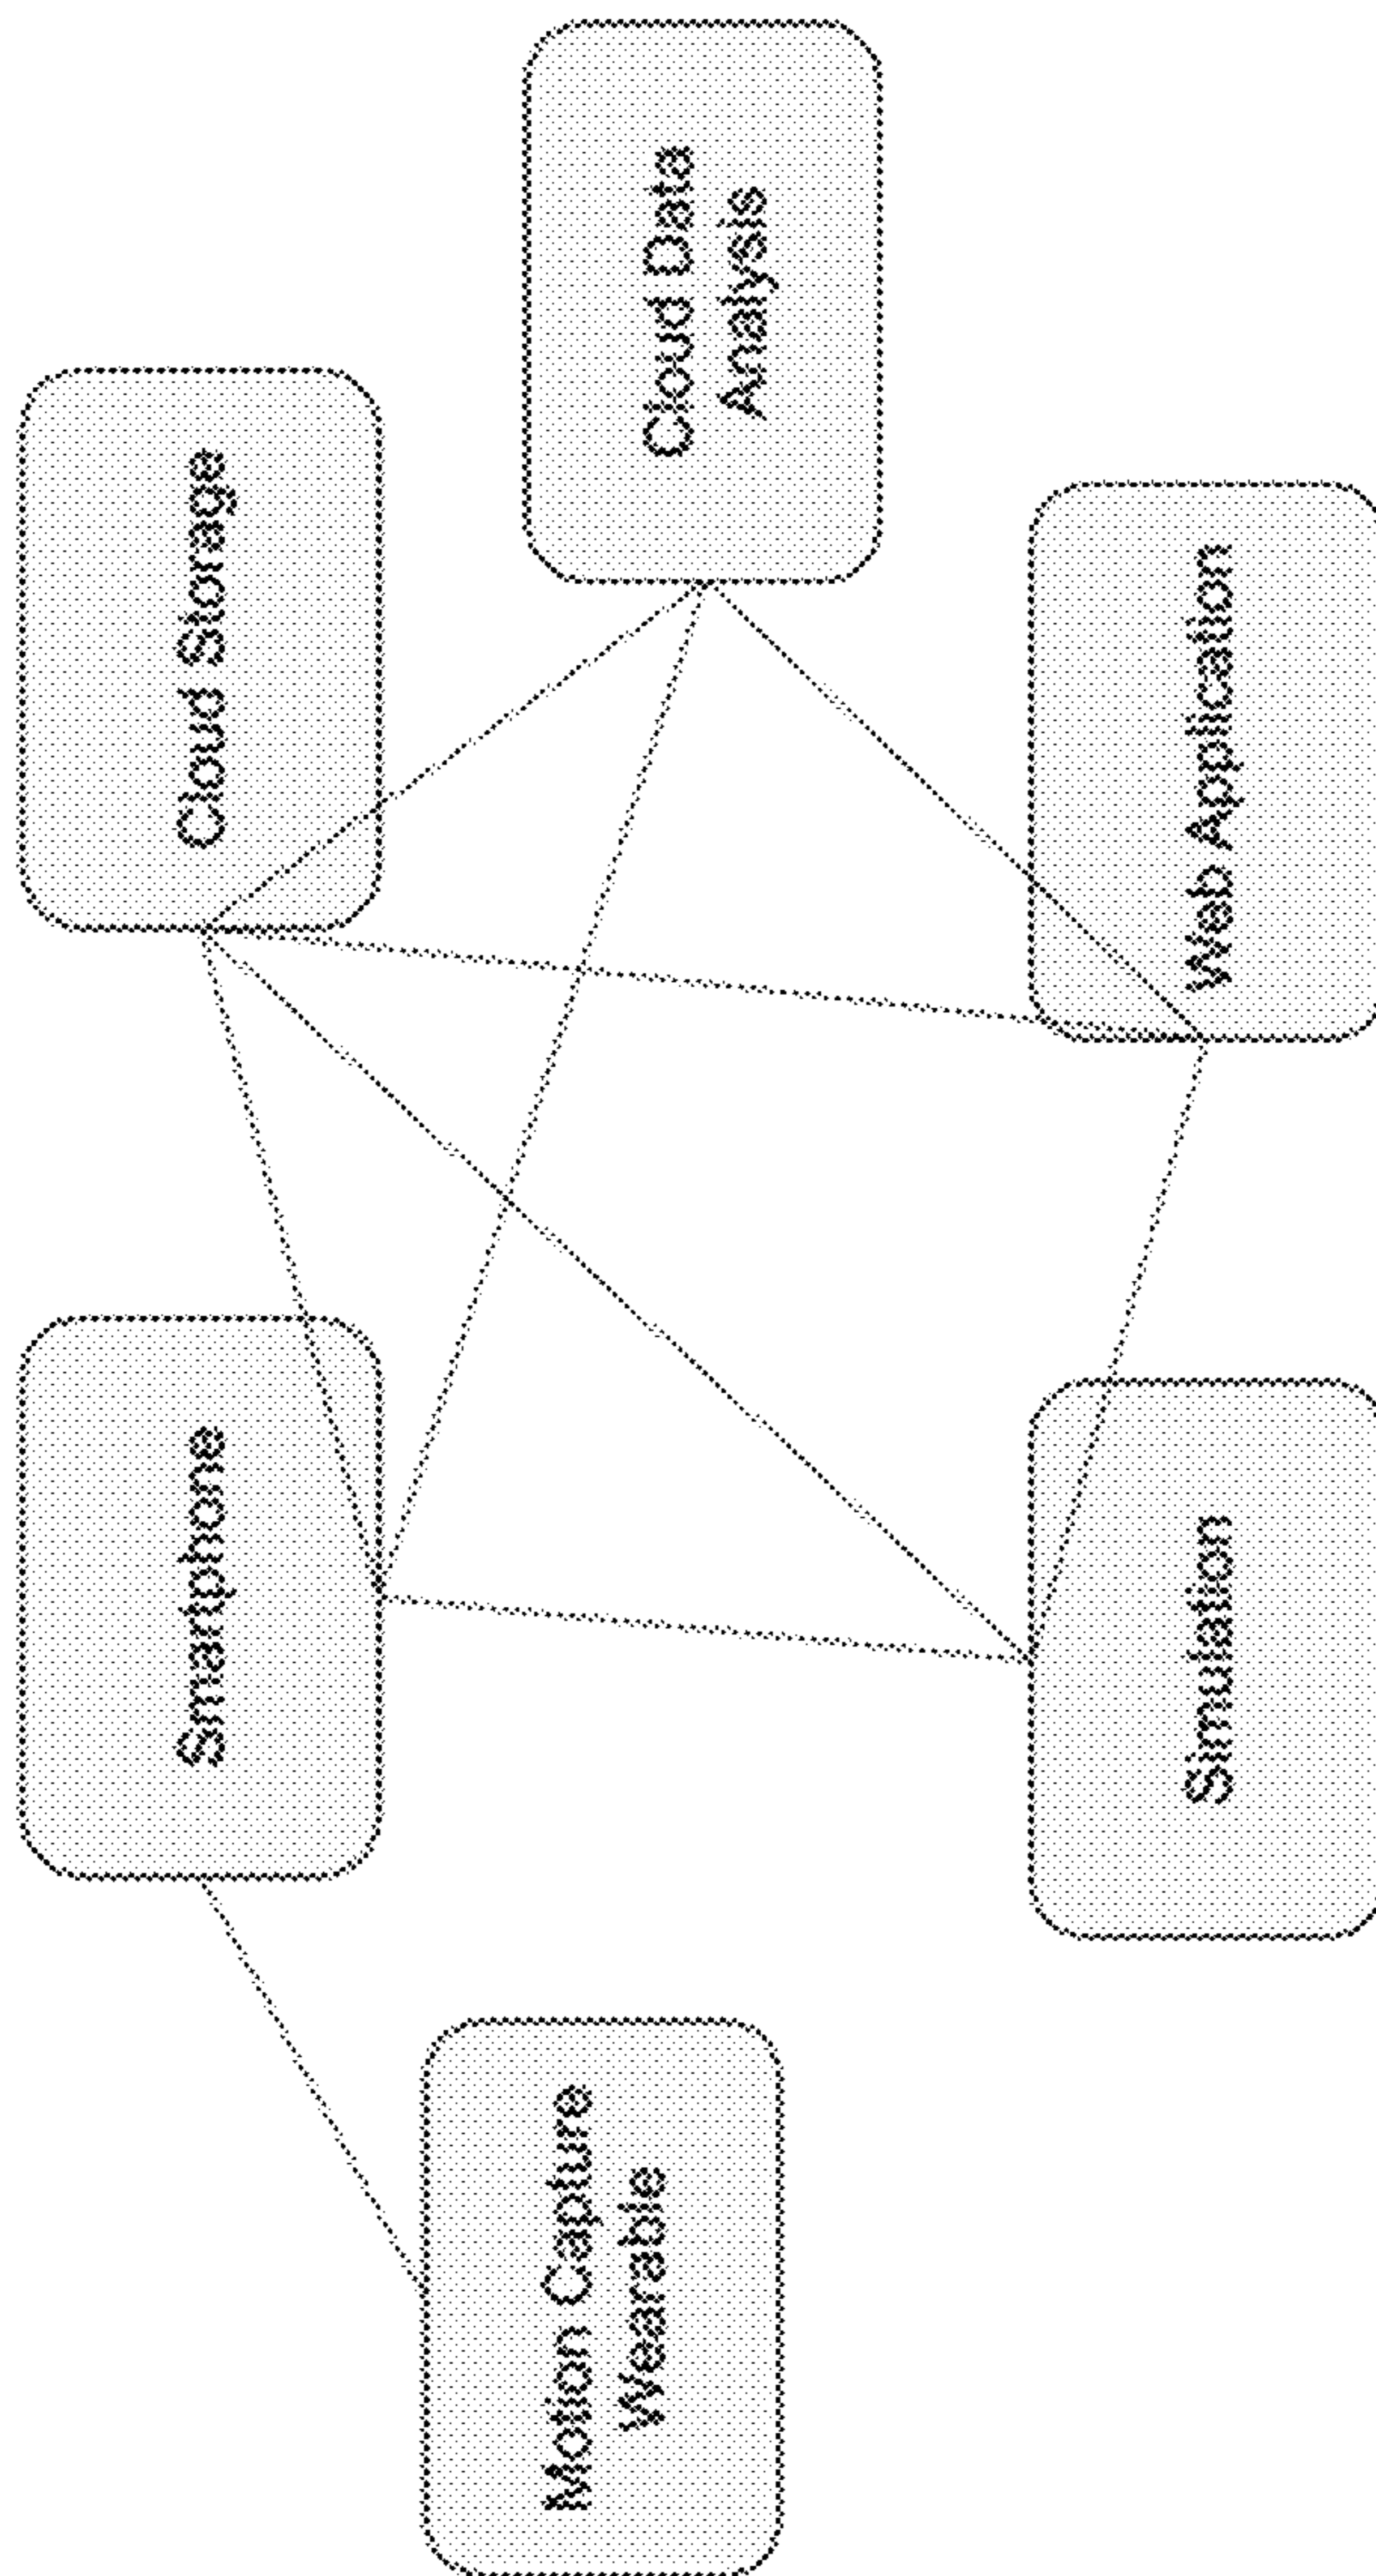 Smartphone
Cloud Storage
Motion Capture
Wearable
Cloud Data
Analysis
Simulation
Web Application